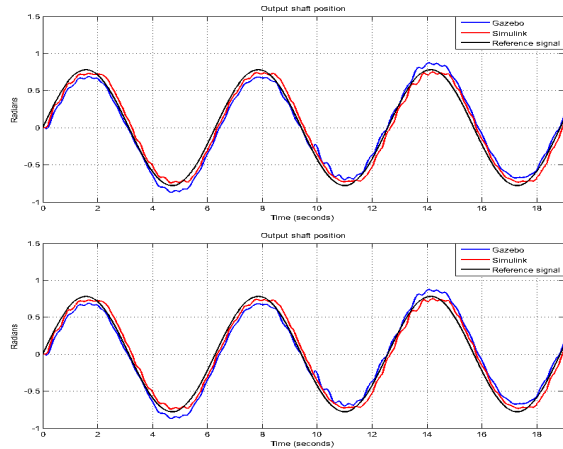 Output shaft position
Gazebo
Simulink
Reference signal
1.5
1
0.5
0
-0.5
-1
Radians
0 2 4 6 8 10 12 14 16 18
Time (seconds)
Output shaft position
Gazebo
Simulink
Reference signal
1.5
1
0.5
0
-0.5
-1
Radians
0 2 4 6 8 10 12 14 16 18
Time (seconds)